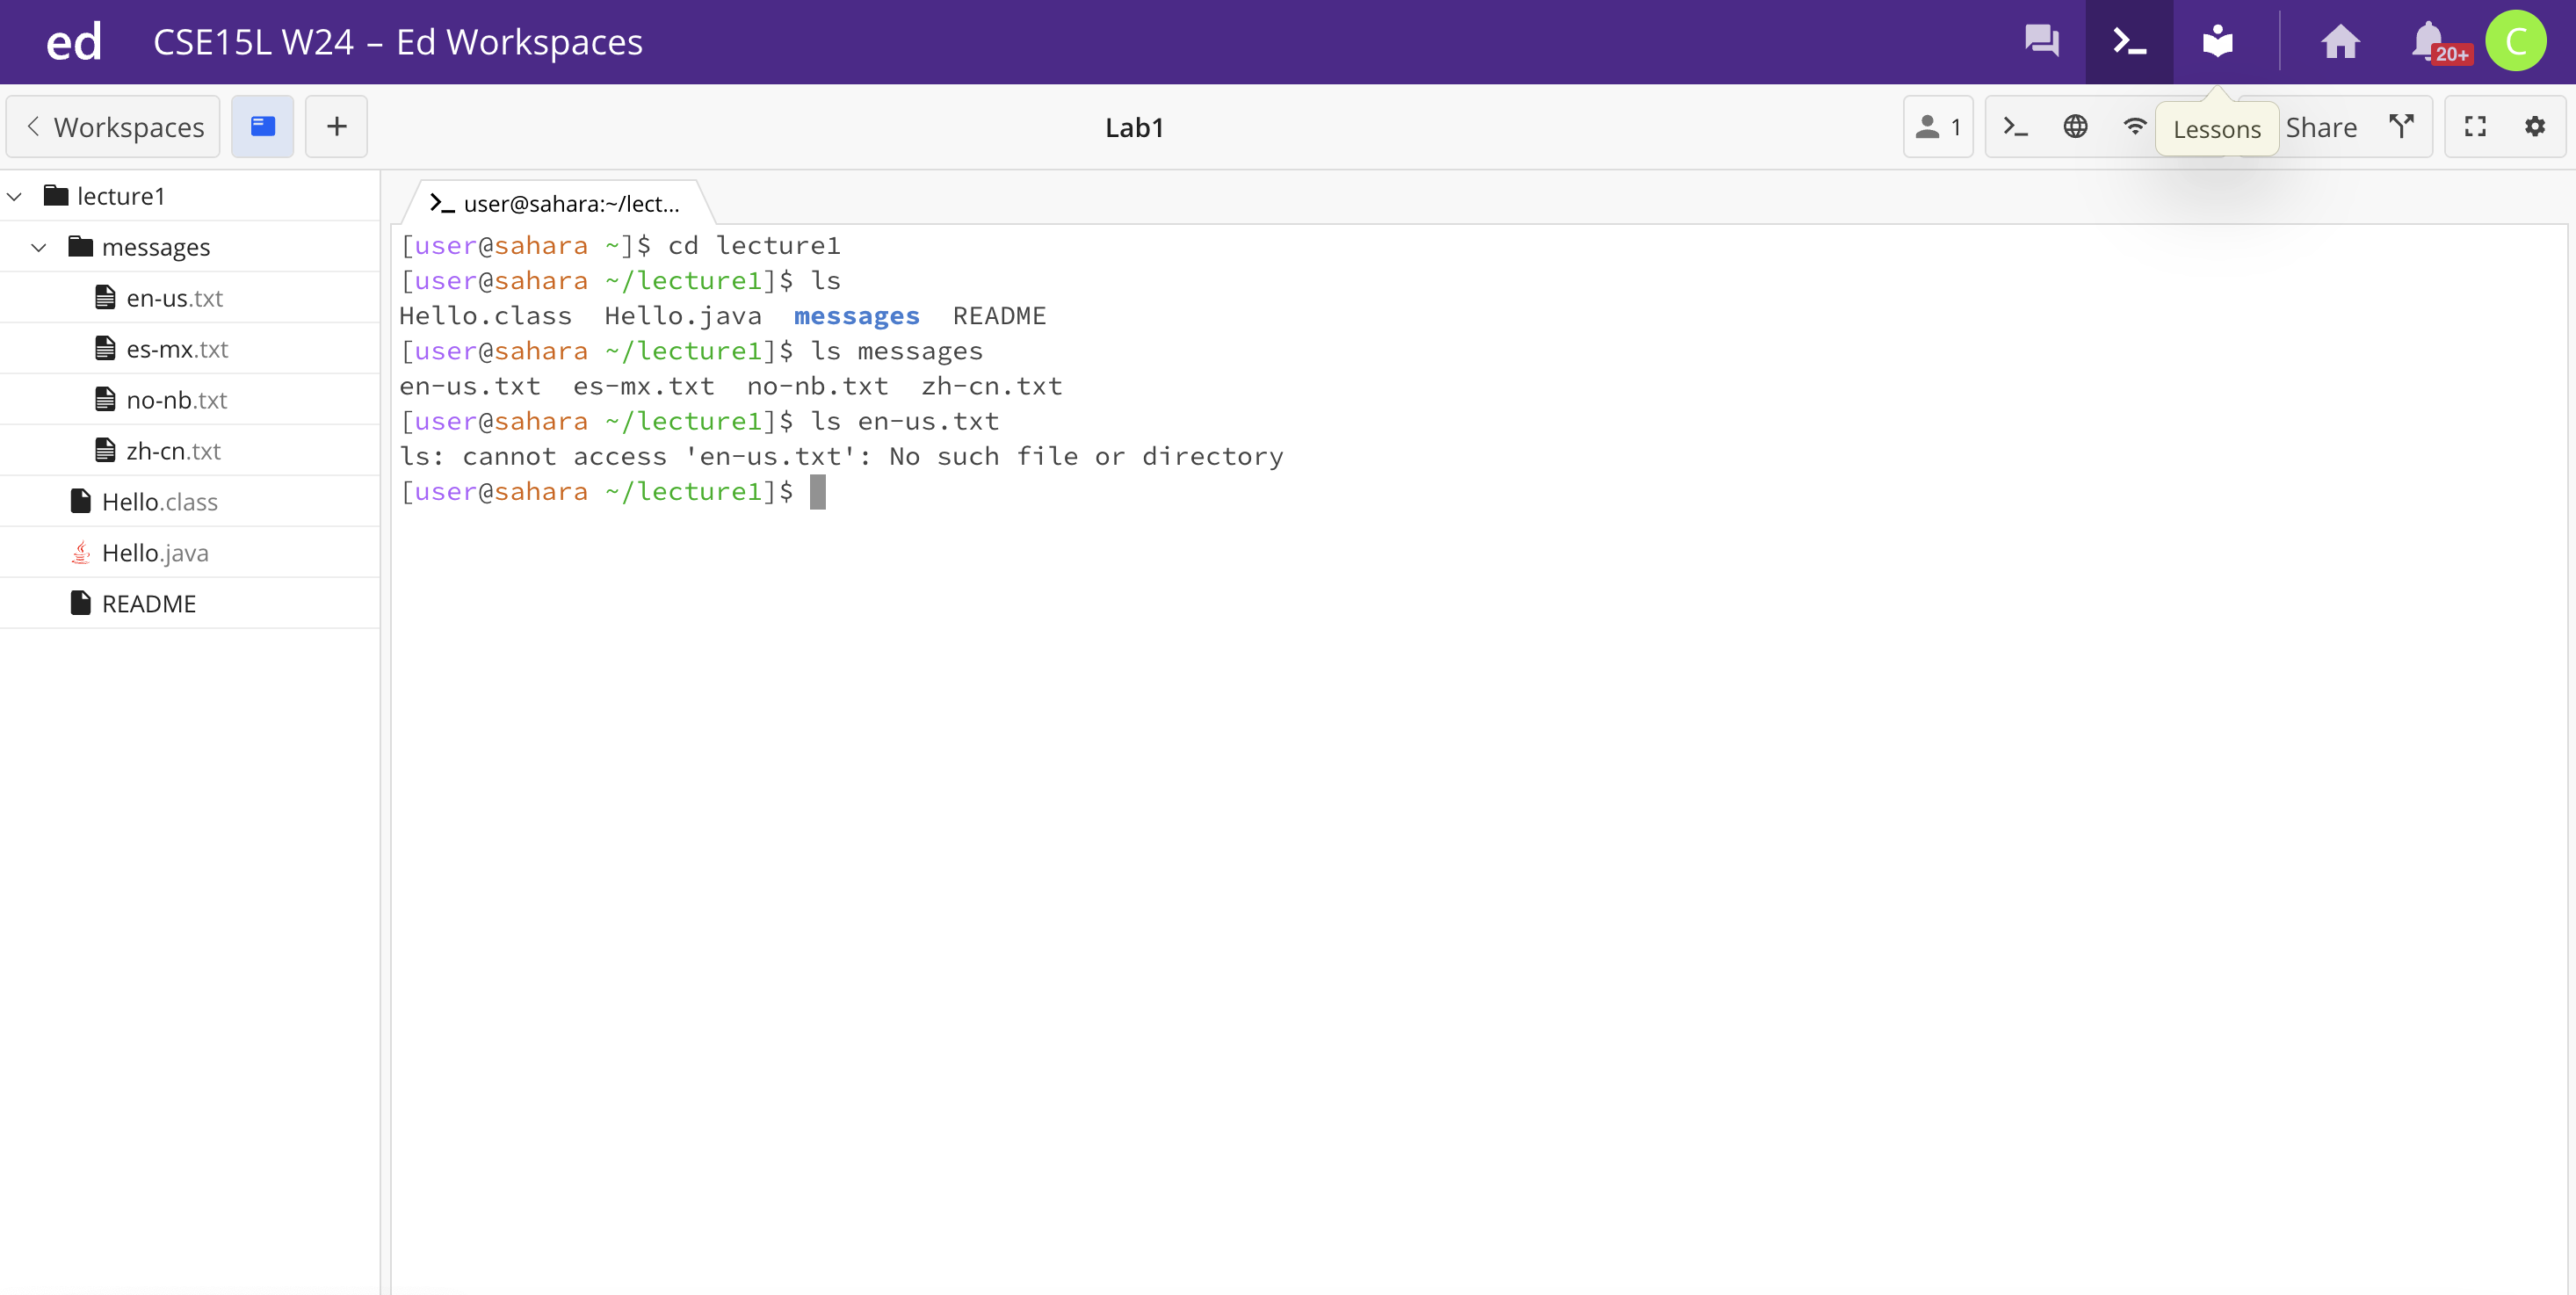 ed CSE15L W24 – Ed Workspaces 20+ C
Workspaces + Lab1 1 Lessons Share
lecture1
messages
en-us.txt
es-mx.txt
no-nb.txt
zh-cn.txt
Hello.class
Hello.java
README
>_ user@sahara:~/lect...
[user@sahara ~]$ cd lecture1
[user@sahara ~/lecture1]$ ls
Hello.class  Hello.java  messages  README
[user@sahara ~/lecture1]$ ls messages
en-us.txt  es-mx.txt  no-nb.txt  zh-cn.txt
[user@sahara ~/lecture1]$ ls en-us.txt
ls: cannot access 'en-us.txt': No such file or directory
[user@sahara ~/lecture1]$